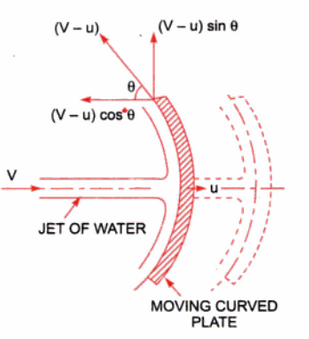 (V – u)
(V – u) sin θ
θ
(V – u) cos θ
V
u
JET OF WATER
MOVING CURVED
PLATE